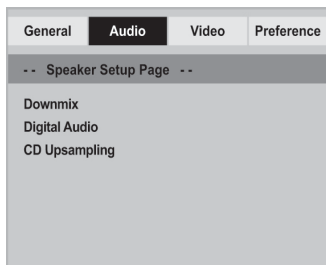 General Audio Video Preference
-- Speaker Setup Page --
Downmix
Digital Audio
CD Upsampling